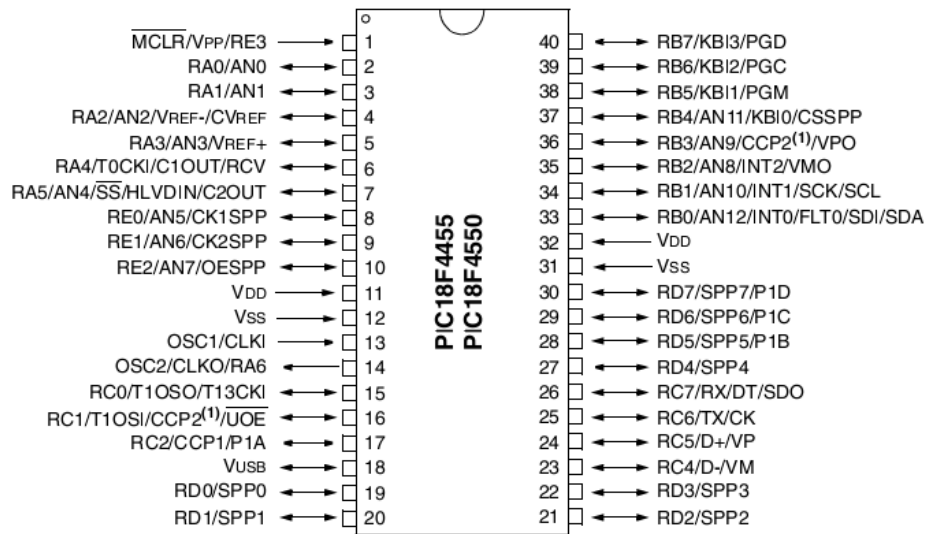 MCLR/VPP/RE3 1
RA0/AN0 2
RA1/AN1 3
RA2/AN2/VREF-/CVREF 4
RA3/AN3/VREF+ 5
RA4/T0CKI/C1OUT/RCV 6
RA5/AN4/SS/HLVDIN/C2OUT 7
RE0/AN5/CK1SPP 8
RE1/AN6/CK2SPP 9
RE2/AN7/OESPP 10
VDD 11
VSS 12
OSC1/CLKI 13
OSC2/CLKO/RA6 14
RC0/T1OSO/T13CKI 15
RC1/T1OSI/CCP2(1)/UOE 16
RC2/CCP1/P1A 17
VUSB 18
RD0/SPP0 19
RD1/SPP1 20
PIC18F4455
PIC18F4550
40 RB7/KBI3/PGD
39 RB6/KBI2/PGC
38 RB5/KBI1/PGM
37 RB4/AN11/KBI0/CSSPP
36 RB3/AN9/CCP2(1)/VPO
35 RB2/AN8/INT2/VMO
34 RB1/AN10/INT1/SCK/SCL
33 RB0/AN12/INT0/FLT0/SDI/SDA
32 VDD
31 VSS
30 RD7/SPP7/P1D
29 RD6/SPP6/P1C
28 RD5/SPP5/P1B
27 RD4/SPP4
26 RC7/RX/DT/SDO
25 RC6/TX/CK
24 RC5/D+/VP
23 RC4/D-/VM
22 RD3/SPP3
21 RD2/SPP2